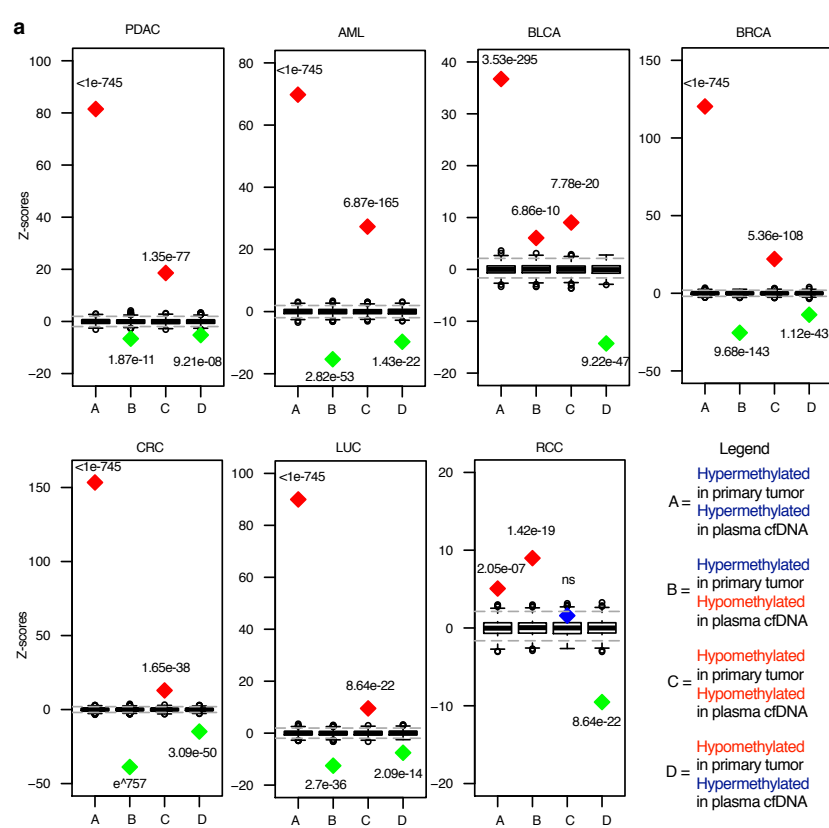 a
PDAC
AML
BLCA
BRCA
Z-scores
100
80
60
40
20
0
−20
<1e-745
1.87e-11
1.35e-77
9.21e-08
A B C D
80
60
40
20
0
−20
<1e-745
2.82e-53
6.87e-165
1.43e-22
A B C D
40
30
20
10
0
−10
−20
3.53e-295
6.86e-10
7.78e-20
9.22e-47
A B C D
150
100
50
0
−50
<1e-745
9.68e-143
5.36e-108
1.12e-43
A B C D
CRC
LUC
RCC
Legend
Z-scores
150
100
50
0
−50
<1e-745
e^757
1.65e-38
3.09e-50
A B C D
100
80
60
40
20
0
−20
<1e-745
2.7e-36
8.64e-22
2.09e-14
A B C D
20
10
0
−10
−20
2.05e-07
1.42e-19
ns
8.64e-22
A B C D
A =
Hypermethylated
in primary tumor
Hypermethylated
in plasma cfDNA
B =
Hypermethylated
in primary tumor
Hypomethylated
in plasma cfDNA
C =
Hypomethylated
in primary tumor
Hypomethylated
in plasma cfDNA
D =
Hypomethylated
in primary tumor
Hypermethylated
in plasma cfDNA